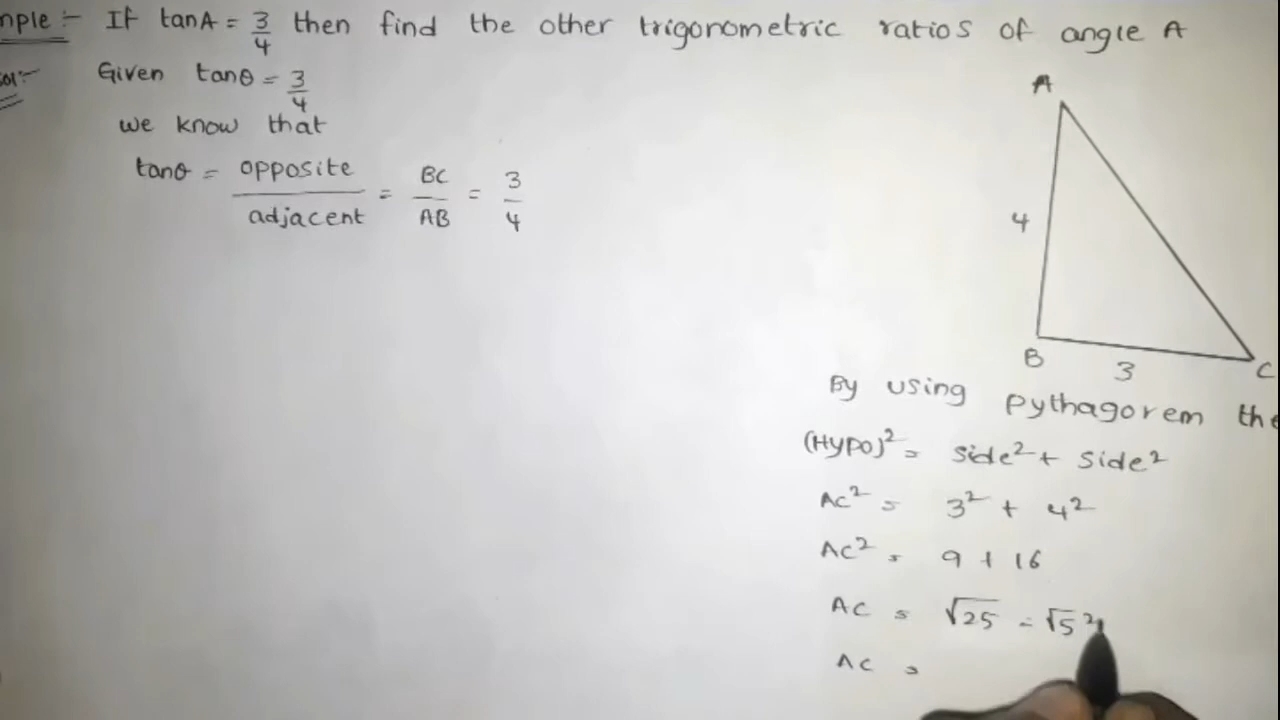 nple :- If tanA = 3/4 then find the other trigonometric ratios of angle A
sol:- Given tanθ = 3/4
we know that
tanθ = opposite/adjacent = BC/AB = 3/4
A
4
B
3
C
By using pythagorem the
(Hypo)² = side² + side²
AC² = 3² + 4²
AC² = 9 + 16
AC = √25 = √5²
AC =